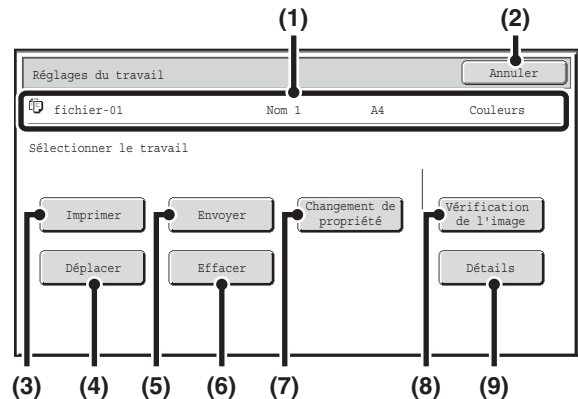 (1) (2)
Réglages du travail Annuler
fichier-01 Nom 1 A4 Couleurs
Sélectionner le travail
Imprimer Envoyer Changement de
propriété Vérification
de l'image
Déplacer Effacer Détails
(3) (4) (5) (6) (7) (8) (9)